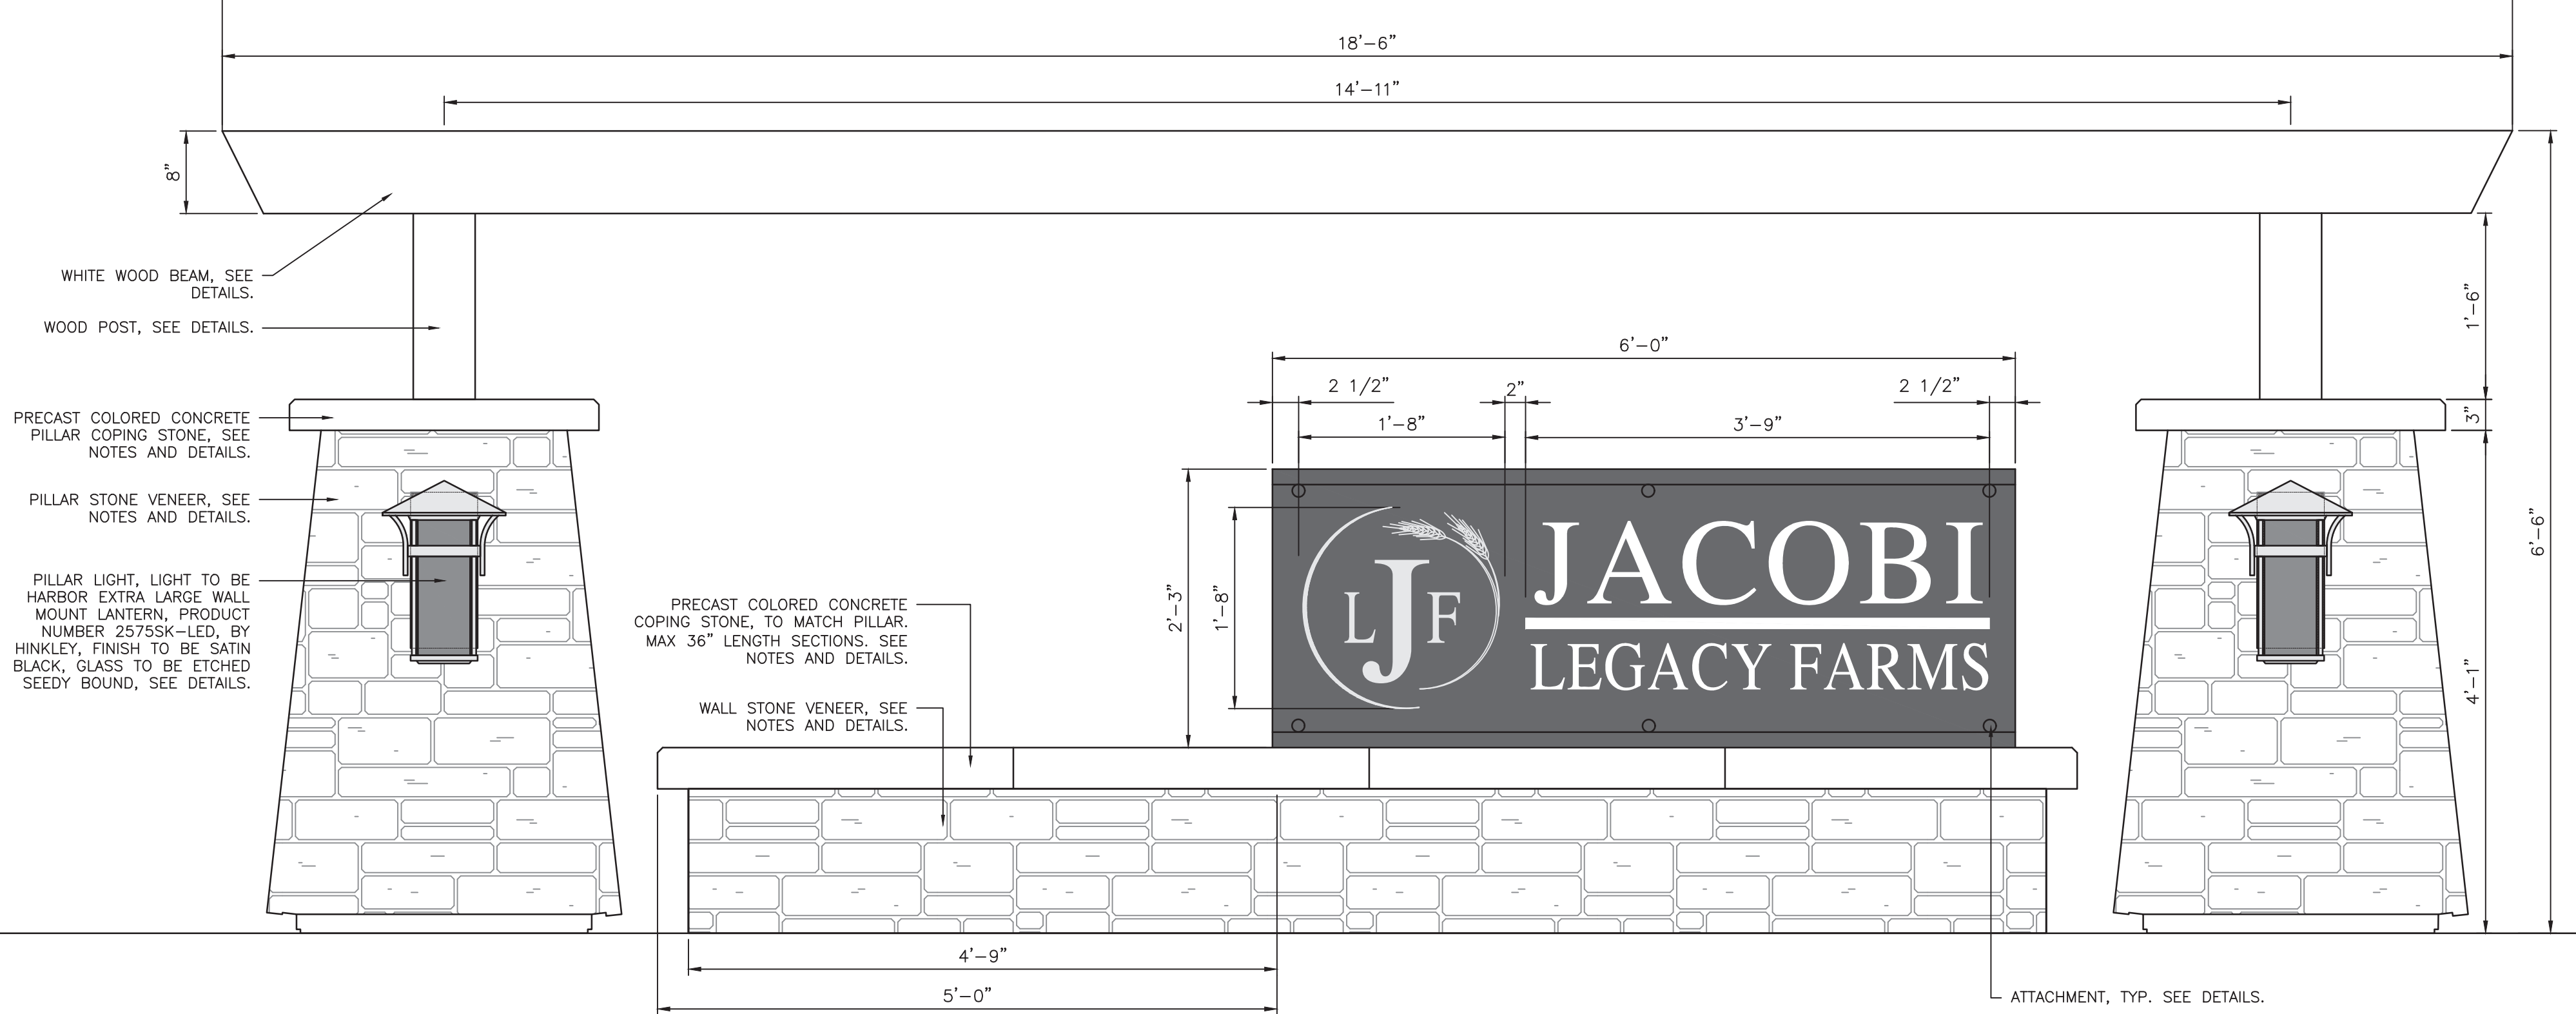 18'-6"
14'-11"
8"
WHITE WOOD BEAM, SEE
DETAILS.
WOOD POST, SEE DETAILS.
PRECAST COLORED CONCRETE
PILLAR COPING STONE, SEE
NOTES AND DETAILS.
PILLAR STONE VENEER, SEE
NOTES AND DETAILS.
PILLAR LIGHT, LIGHT TO BE
HARBOR EXTRA LARGE WALL
MOUNT LANTERN, PRODUCT
NUMBER 2575SK-LED, BY
HINKLEY, FINISH TO BE SATIN
BLACK, GLASS TO BE ETCHED
SEEDY BOUND, SEE DETAILS.
PRECAST COLORED CONCRETE
COPING STONE, TO MATCH PILLAR.
MAX 36" LENGTH SECTIONS. SEE
NOTES AND DETAILS.
WALL STONE VENEER, SEE
NOTES AND DETAILS.
6'-0"
2 1/2"
2"
2 1/2"
1'-8"
3'-9"
2'-3"
1'-8"
L J F
JACOBI
LEGACY FARMS
1'-6"
3"
4'-1"
6'-6"
4'-9"
5'-0"
ATTACHMENT, TYP. SEE DETAILS.